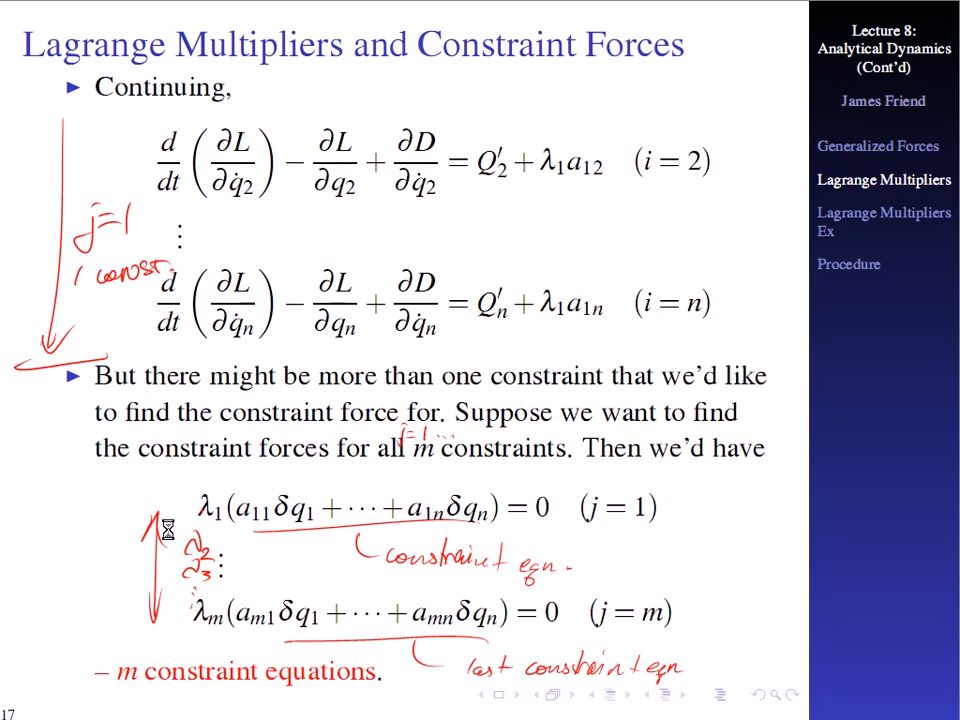 Lagrange Multipliers and Constraint Forces
▶ Continuing,
d/dt (∂L/∂q̇₂) − ∂L/∂q₂ + ∂D/∂q̇₂ = Q′₂ + λ₁a₁₂ (i = 2)
j=1
⋮
1 const.
d/dt (∂L/∂q̇ₙ) − ∂L/∂qₙ + ∂D/∂q̇ₙ = Q′ₙ + λ₁a₁ₙ (i = n)
▶ But there might be more than one constraint that we'd like
to find the constraint force for. Suppose we want to find
j=1 ...
the constraint forces for all m constraints. Then we'd have
λ₁(a₁₁δq₁ + ··· + a₁ₙδqₙ) = 0 (j = 1)
λ₂
constraint eqn.
λ₃ ⋮
⋮
λₘ(aₘ₁δq₁ + ··· + aₘₙδqₙ) = 0 (j = m)
– m constraint equations.
last constraint eqn
17
Lecture 8:
Analytical Dynamics
(Cont'd)
James Friend
Generalized Forces
Lagrange Multipliers
Lagrange Multipliers
Ex
Procedure